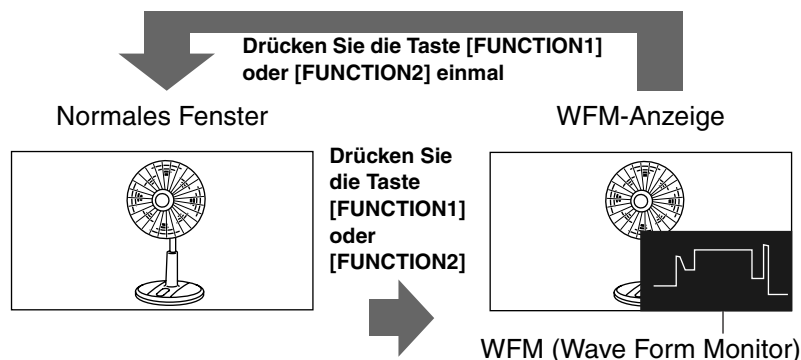 Drücken Sie die Taste [FUNCTION1]
oder [FUNCTION2] einmal
Normales Fenster
WFM-Anzeige
Drücken Sie
die Taste
[FUNCTION1]
oder
[FUNCTION2]
WFM (Wave Form Monitor)